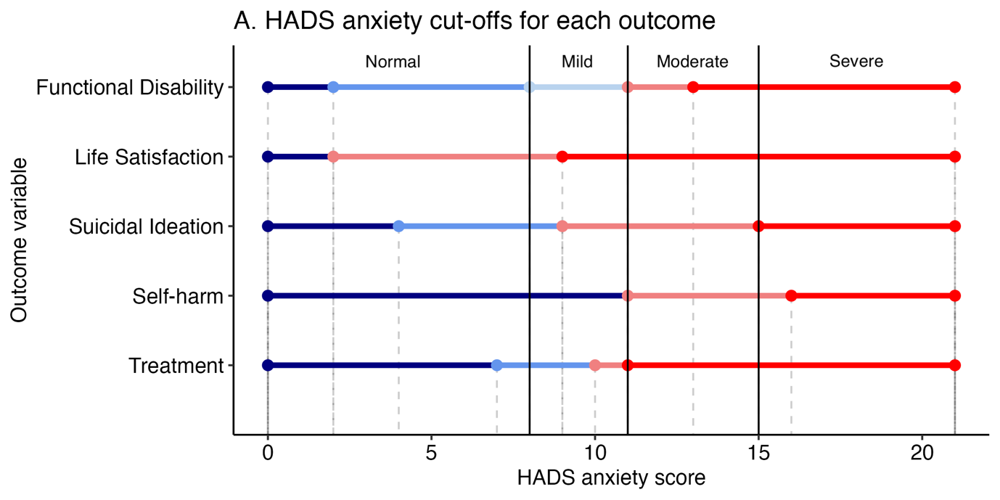 A. HADS anxiety cut-offs for each outcome
Normal Mild Moderate Severe
Functional Disability
Life Satisfaction
Suicidal Ideation
Self-harm
Treatment
Outcome variable
0 5 10 15 20
HADS anxiety score